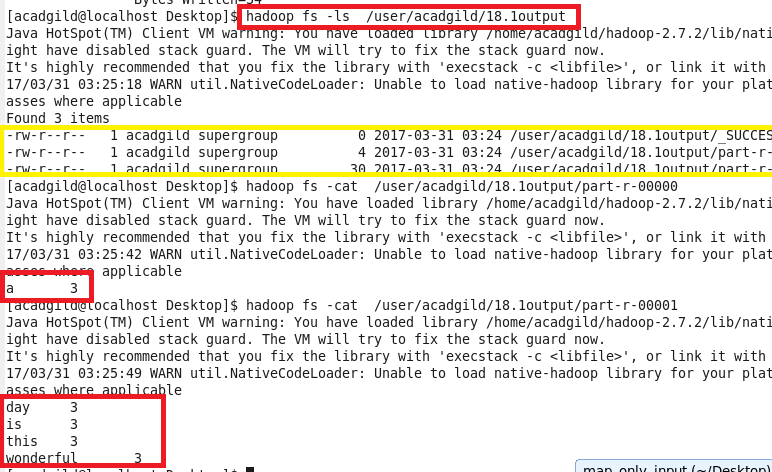 Bytes Written=34
[acadgild@localhost Desktop]$ hadoop fs -ls  /user/acadgild/18.1output
Java HotSpot(TM) Client VM warning: You have loaded library /home/acadgild/hadoop-2.7.2/lib/nati
ight have disabled stack guard. The VM will try to fix the stack guard now.
It's highly recommended that you fix the library with 'execstack -c <libfile>', or link it with
17/03/31 03:25:18 WARN util.NativeCodeLoader: Unable to load native-hadoop library for your plat
asses where applicable
Found 3 items
-rw-r--r--   1 acadgild supergroup          0 2017-03-31 03:24 /user/acadgild/18.1output/_SUCCES
-rw-r--r--   1 acadgild supergroup          4 2017-03-31 03:24 /user/acadgild/18.1output/part-r-
-rw-r--r--   1 acadgild supergroup         30 2017-03-31 03:24 /user/acadgild/18.1output/part-r-
[acadgild@localhost Desktop]$ hadoop fs -cat  /user/acadgild/18.1output/part-r-00000
Java HotSpot(TM) Client VM warning: You have loaded library /home/acadgild/hadoop-2.7.2/lib/nati
ight have disabled stack guard. The VM will try to fix the stack guard now.
It's highly recommended that you fix the library with 'execstack -c <libfile>', or link it with
17/03/31 03:25:42 WARN util.NativeCodeLoader: Unable to load native-hadoop library for your plat
asses where applicable
a       3
[acadgild@localhost Desktop]$ hadoop fs -cat  /user/acadgild/18.1output/part-r-00001
Java HotSpot(TM) Client VM warning: You have loaded library /home/acadgild/hadoop-2.7.2/lib/nati
ight have disabled stack guard. The VM will try to fix the stack guard now.
It's highly recommended that you fix the library with 'execstack -c <libfile>', or link it with
17/03/31 03:25:49 WARN util.NativeCodeLoader: Unable to load native-hadoop library for your plat
asses where applicable
day     3
is      3
this    3
wonderful       3
[acadgild@localhost Desktop]$
map_only_input (~/Desktop)